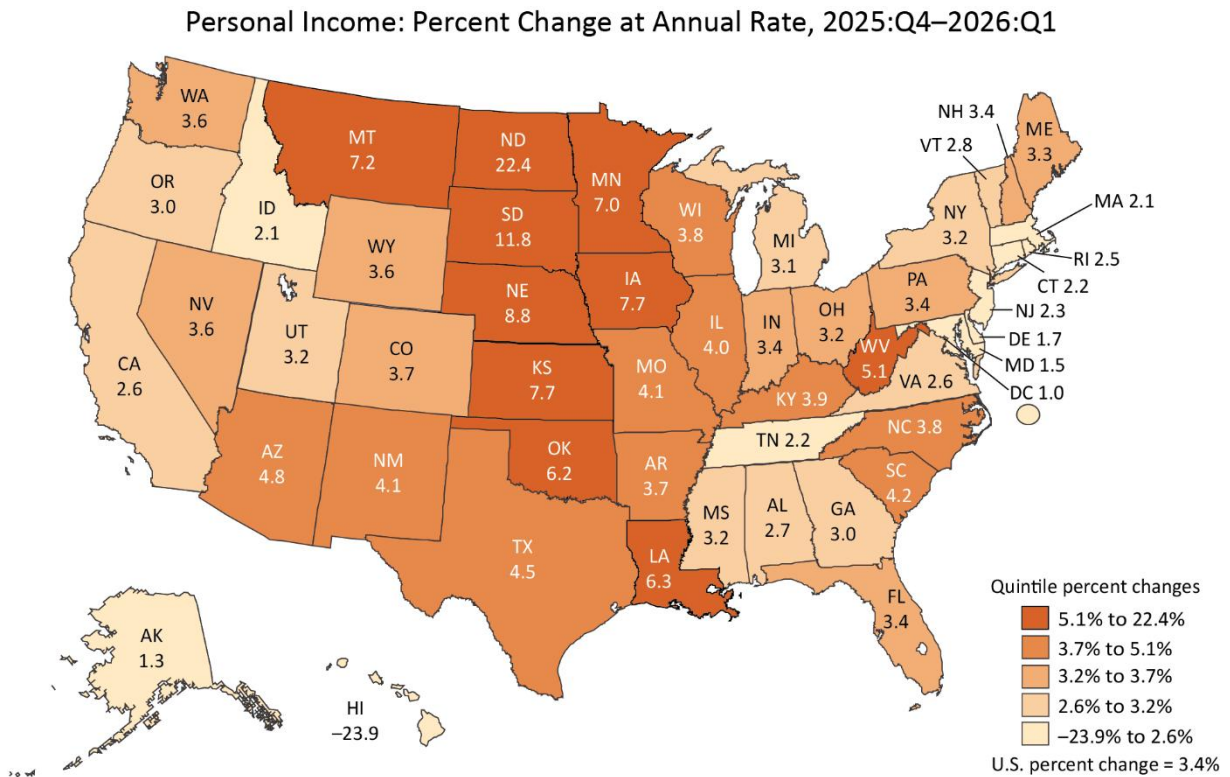 Personal Income: Percent Change at Annual Rate, 2025:Q4–2026:Q1
WA
3.6
OR
3.0
ID
2.1
MT
7.2
ND
22.4
MN
7.0
SD
11.8
WY
3.6
WI
3.8
MI
3.1
NH 3.4
VT 2.8
ME
3.3
NY
3.2
MA 2.1
RI 2.5
CT 2.2
NJ 2.3
DE 1.7
MD 1.5
DC 1.0
PA
3.4
NV
3.6
UT
3.2
CA
2.6
CO
3.7
NE
8.8
IA
7.7
IL
4.0
IN
3.4
OH
3.2
WV
5.1
VA 2.6
KS
7.7
MO
4.1
KY 3.9
NC 3.8
TN 2.2
SC
4.2
AZ
4.8
NM
4.1
OK
6.2
AR
3.7
MS
3.2
AL
2.7
GA
3.0
TX
4.5
LA
6.3
FL
3.4
AK
1.3
HI
–23.9
Quintile percent changes
5.1% to 22.4%
3.7% to 5.1%
3.2% to 3.7%
2.6% to 3.2%
–23.9% to 2.6%
U.S. percent change = 3.4%